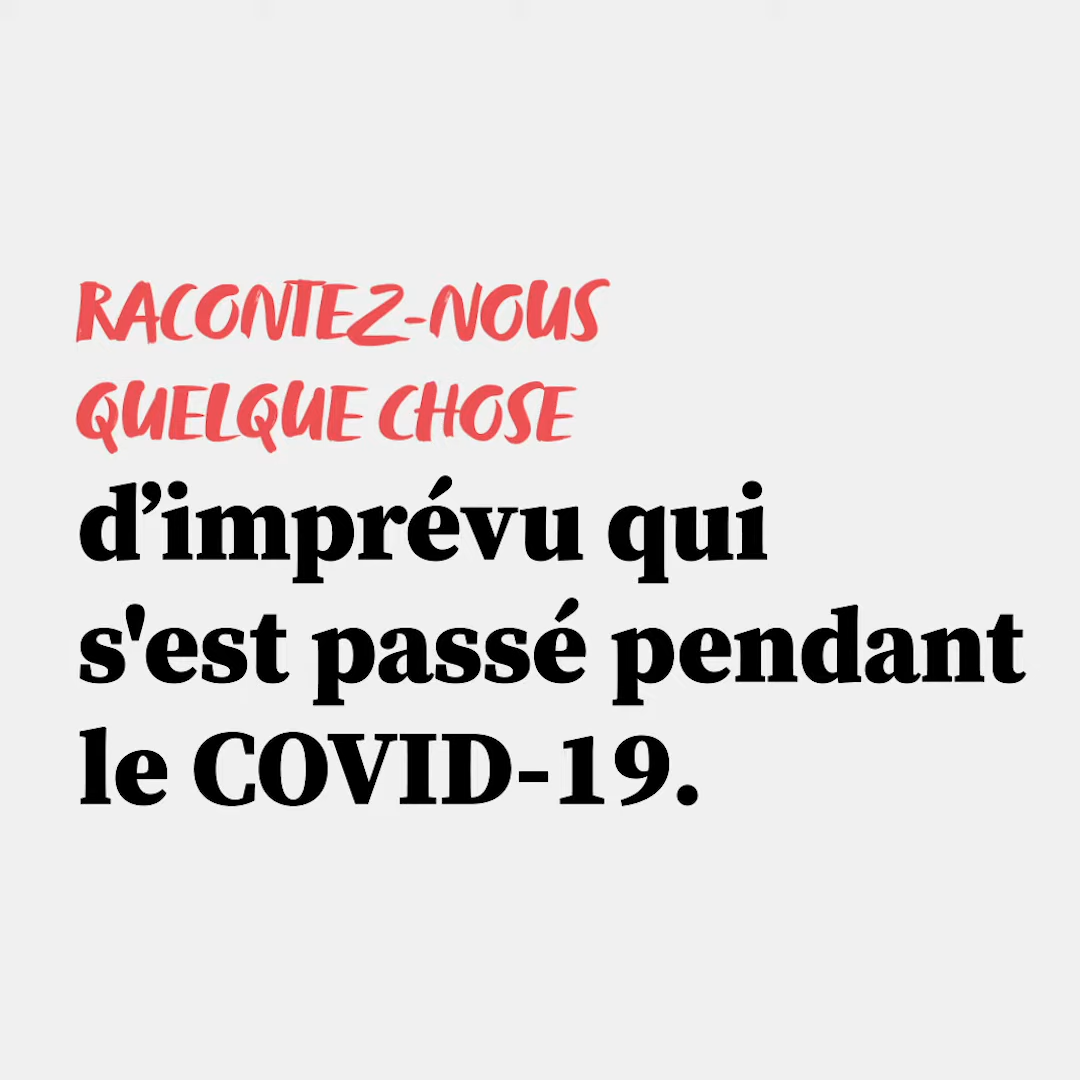 RACONTEZ-NOUS
QUELQUE CHOSE
d’imprévu qui
s'est passé pendant
le COVID-19.